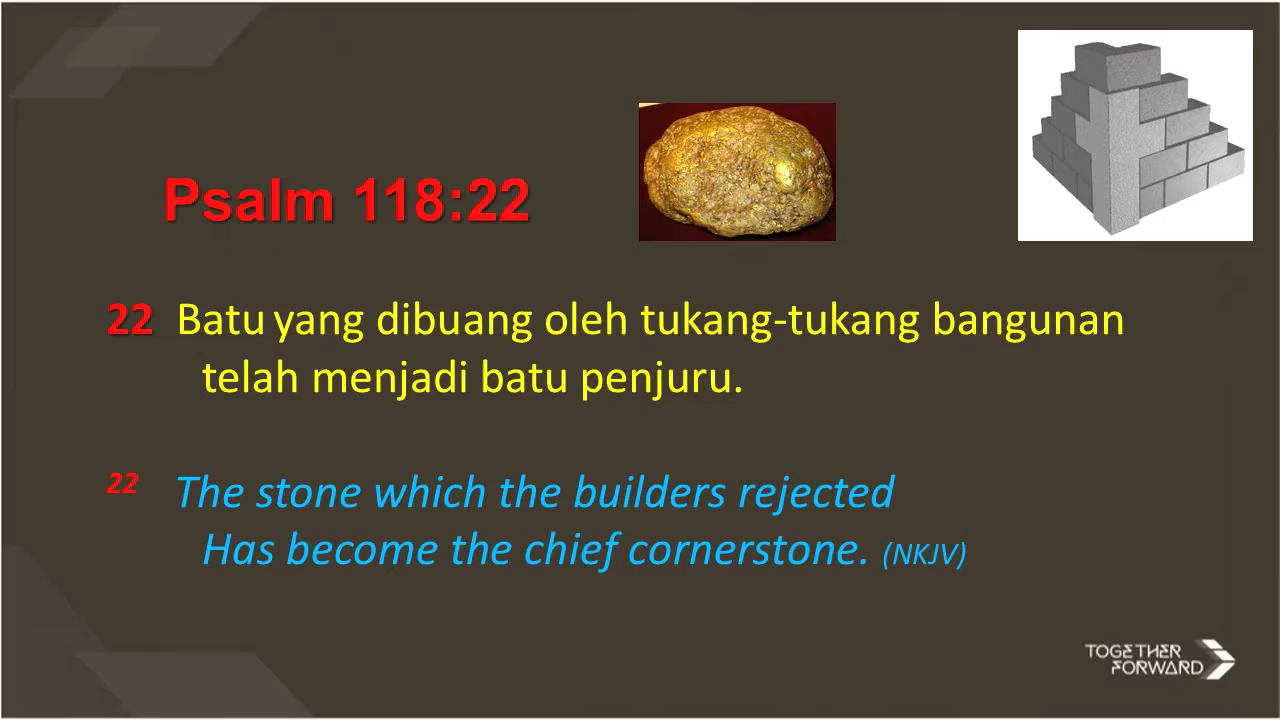 Psalm 118:22
22 Batu yang dibuang oleh tukang-tukang bangunan
telah menjadi batu penjuru.
22 The stone which the builders rejected
Has become the chief cornerstone. (NKJV)
TOGETHER
FORWARD